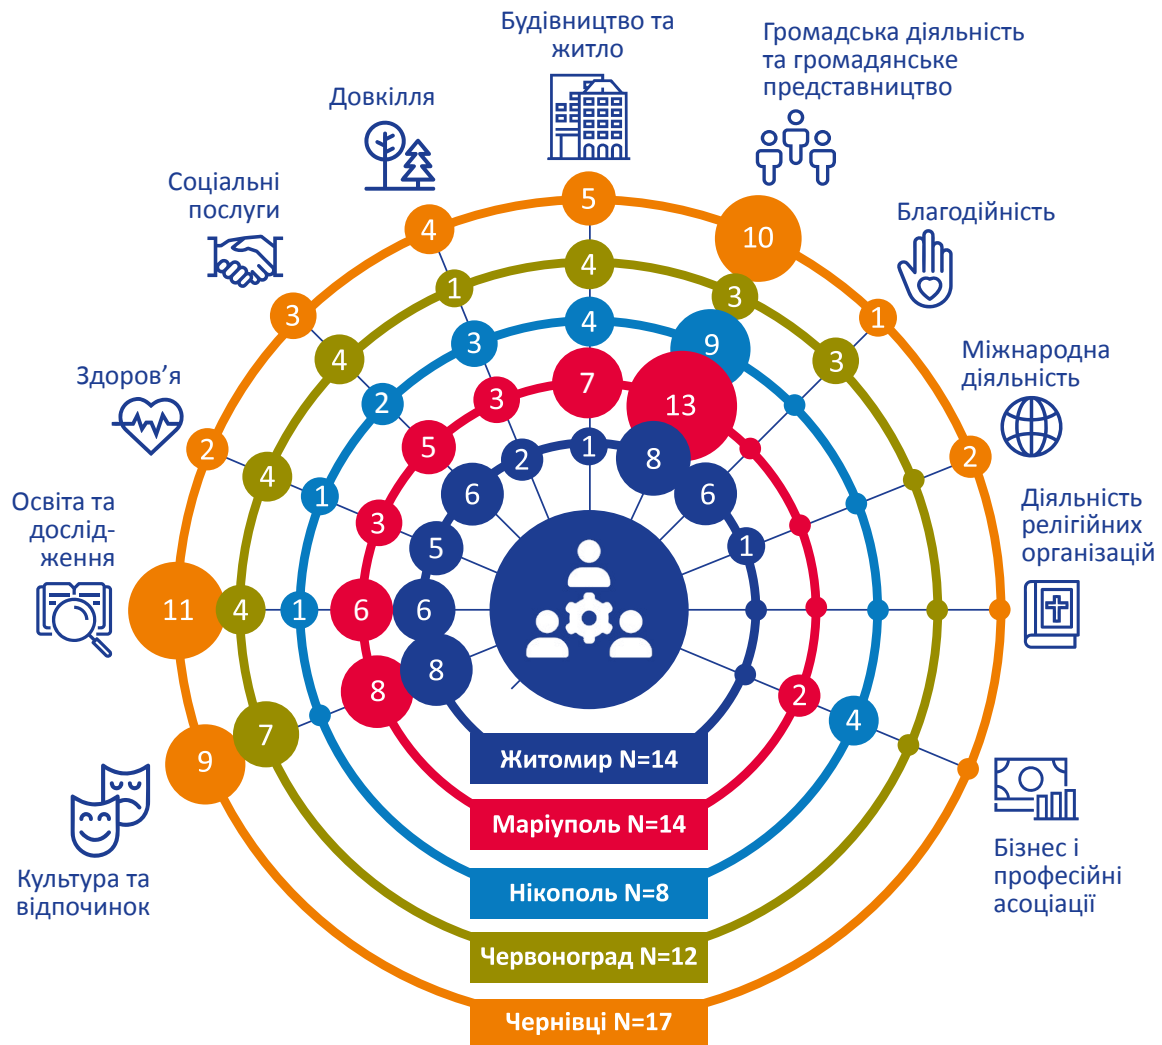 Будівництво та
житло
Громадська діяльність
та громадянське
представництво
Довкілля
Соціальні
послуги
Благодійність
Здоров’я
Міжнародна
діяльність
Освіта та
дослід-
ження
Діяльність
релігійних
організацій
Культура та
відпочинок
Бізнес і
професійні
асоціації
5
4
10
3
1
2
2
11
9
4
1
3
4
3
4
4
7
4
3
9
2
1
1
4
7
3
13
5
3
6
8
2
1
2
8
6
6
5
1
6
8
Житомир N=14
Маріуполь N=14
Нікополь N=8
Червоноград N=12
Чернівці N=17